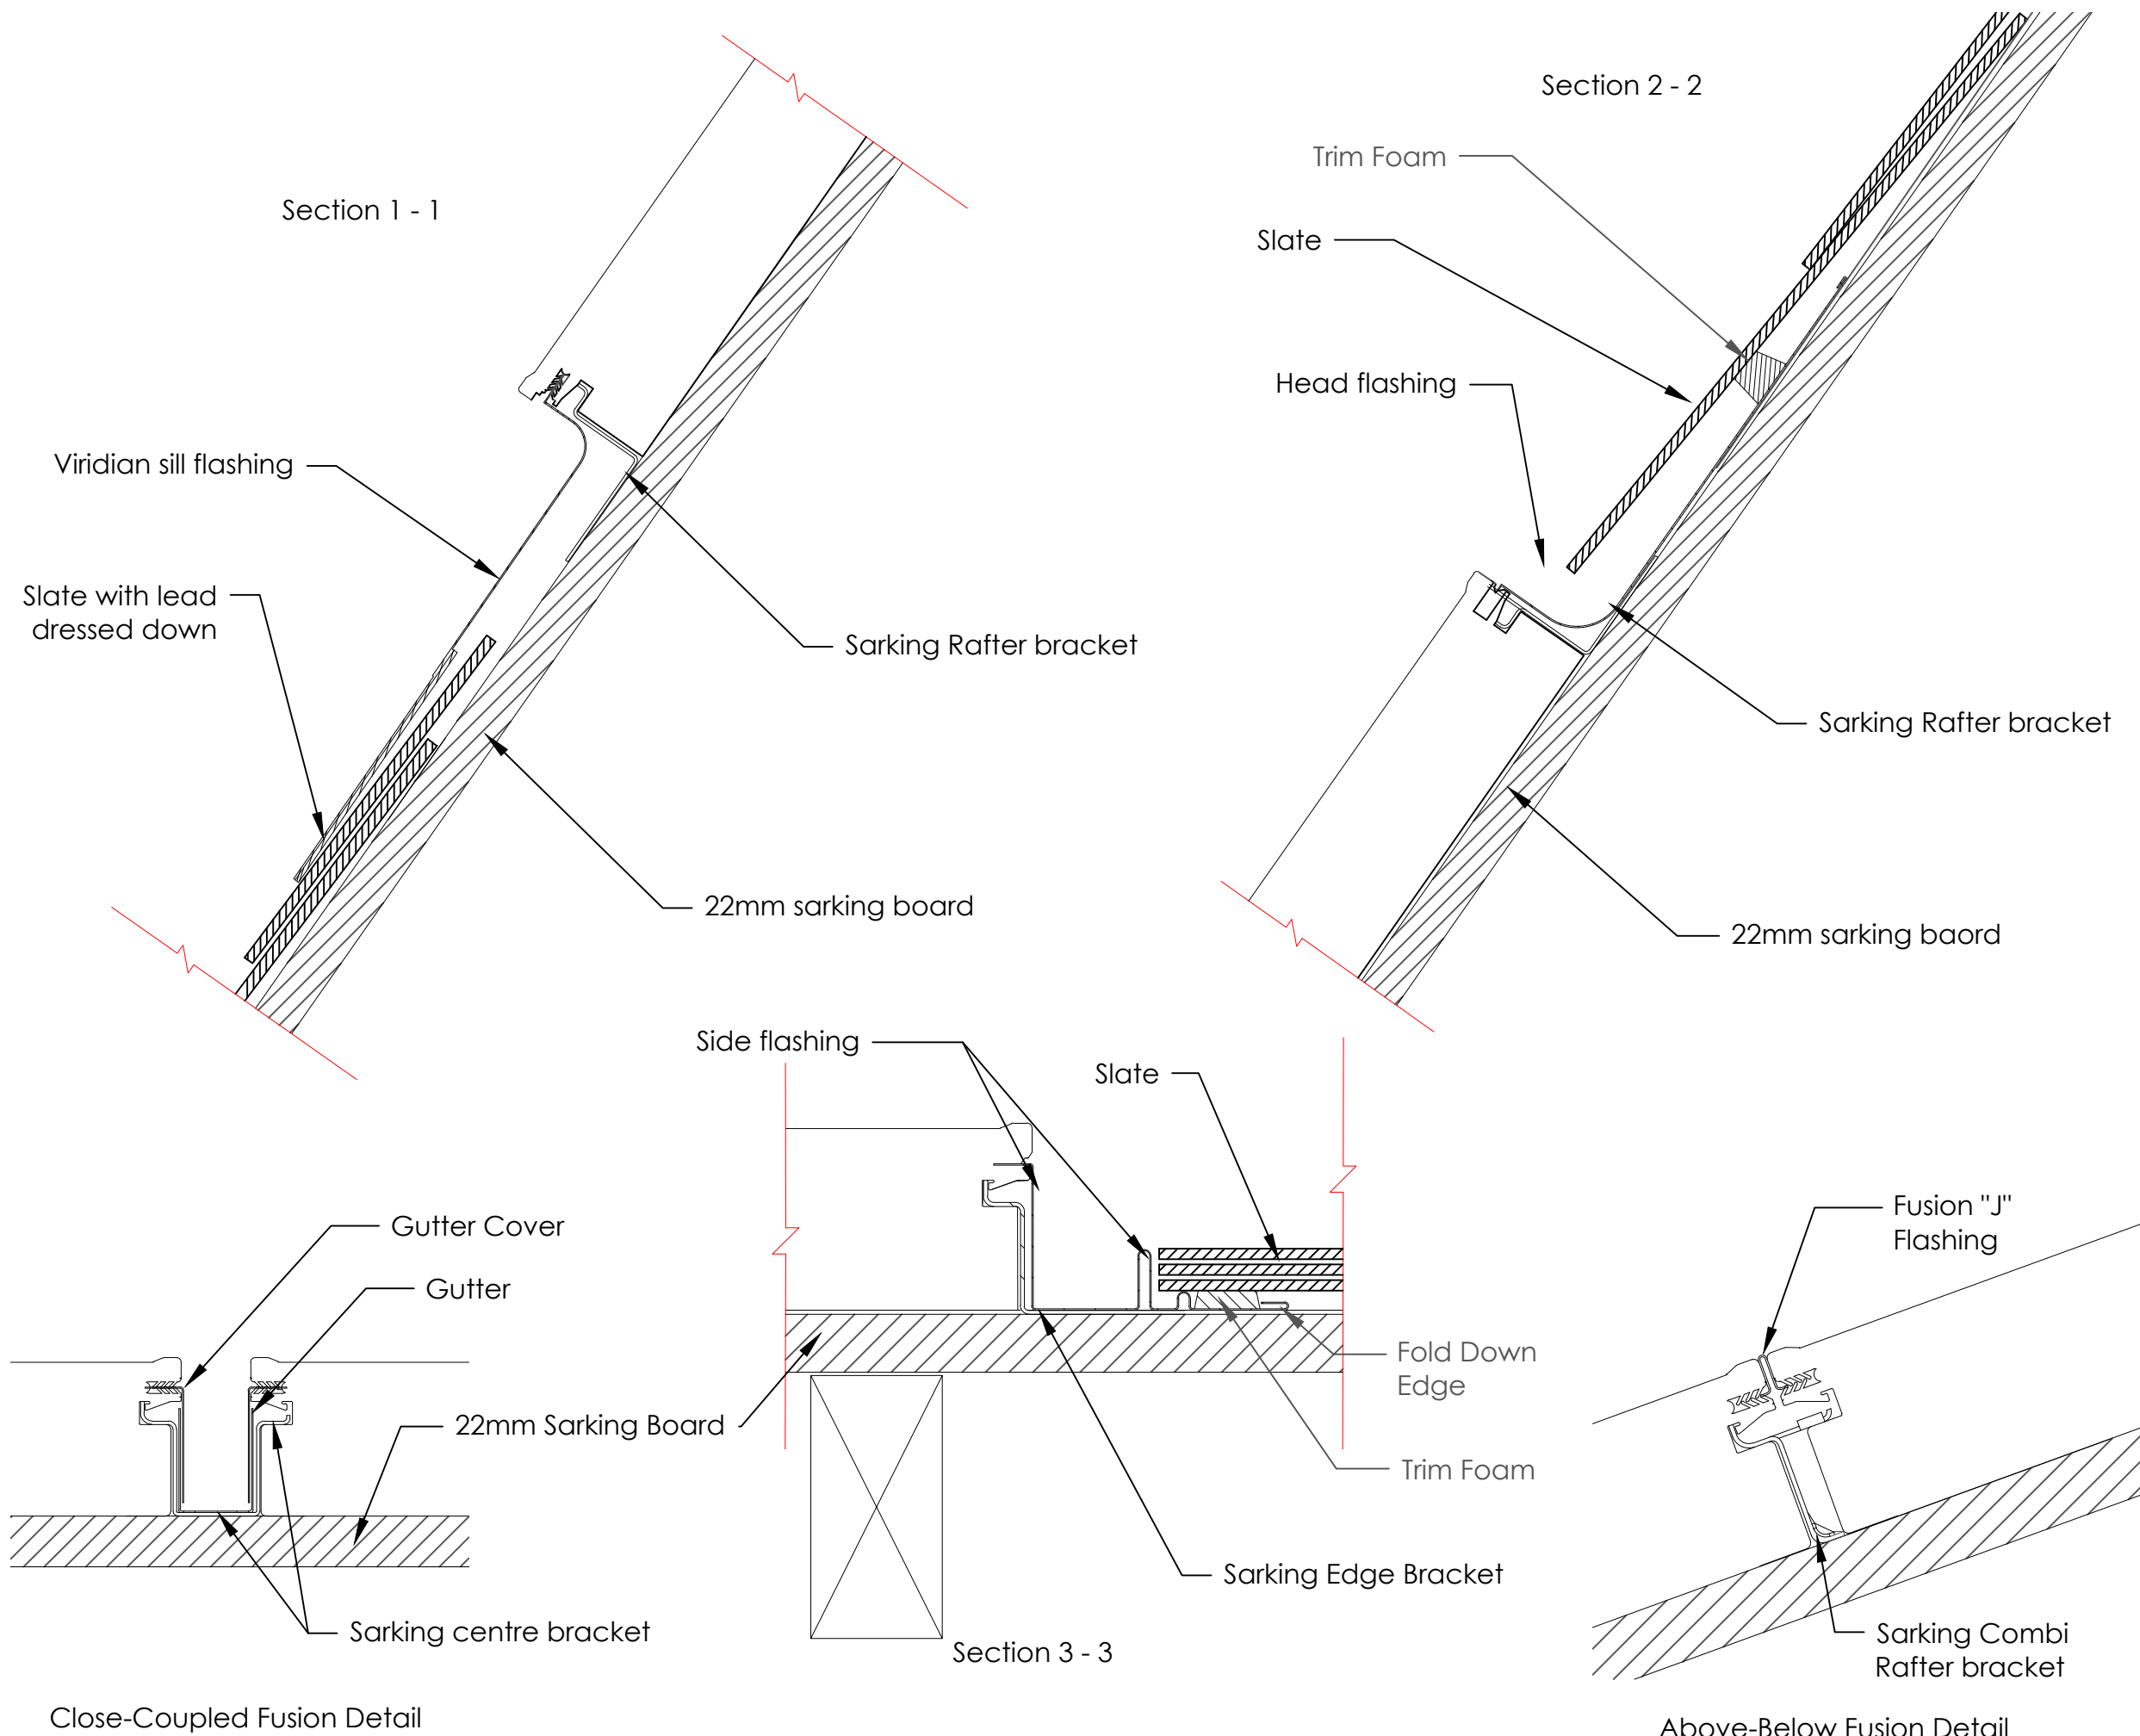 Section 1 - 1
Viridian sill flashing
Slate with lead
dressed down
Sarking Rafter bracket
22mm sarking board
Section 2 - 2
Trim Foam
Slate
Head flashing
Sarking Rafter bracket
22mm sarking baord
Side flashing
Slate
Fold Down
Edge
Trim Foam
Sarking Edge Bracket
Section 3 - 3
Gutter Cover
Gutter
22mm Sarking Board
Sarking centre bracket
Close-Coupled Fusion Detail
Fusion "J"
Flashing
Sarking Combi
Rafter bracket
Above-Below Fusion Detail